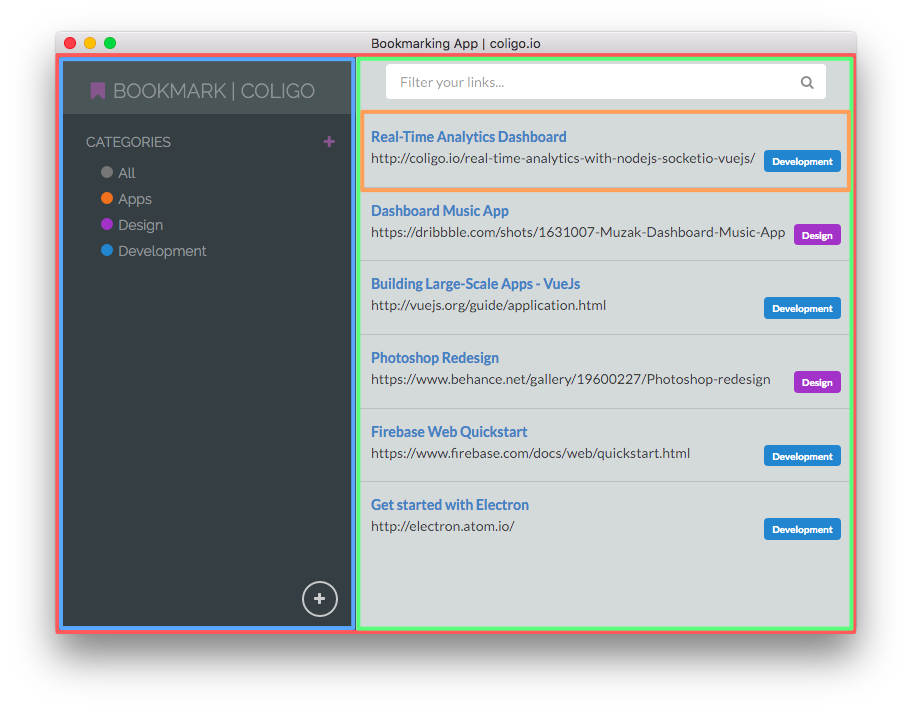 Bookmarking App | coligo.io
BOOKMARK | COLIGO
CATEGORIES
All
Apps
Design
Development
Filter your links...
Real-Time Analytics Dashboard
http://coligo.io/real-time-analytics-with-nodejs-socketio-vuejs/
Development
Dashboard Music App
https://dribbble.com/shots/1631007-Muzak-Dashboard-Music-App
Design
Building Large-Scale Apps - VueJs
http://vuejs.org/guide/application.html
Development
Photoshop Redesign
https://www.behance.net/gallery/19600227/Photoshop-redesign
Design
Firebase Web Quickstart
https://www.firebase.com/docs/web/quickstart.html
Development
Get started with Electron
http://electron.atom.io/
Development